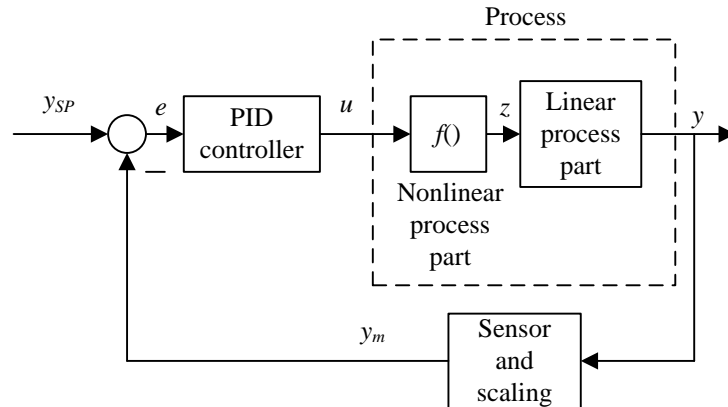 Process
y_SP
e
PID
controller
u
f()
z
Linear
process
part
y
−
Nonlinear
process
part
y_m
Sensor
and
scaling